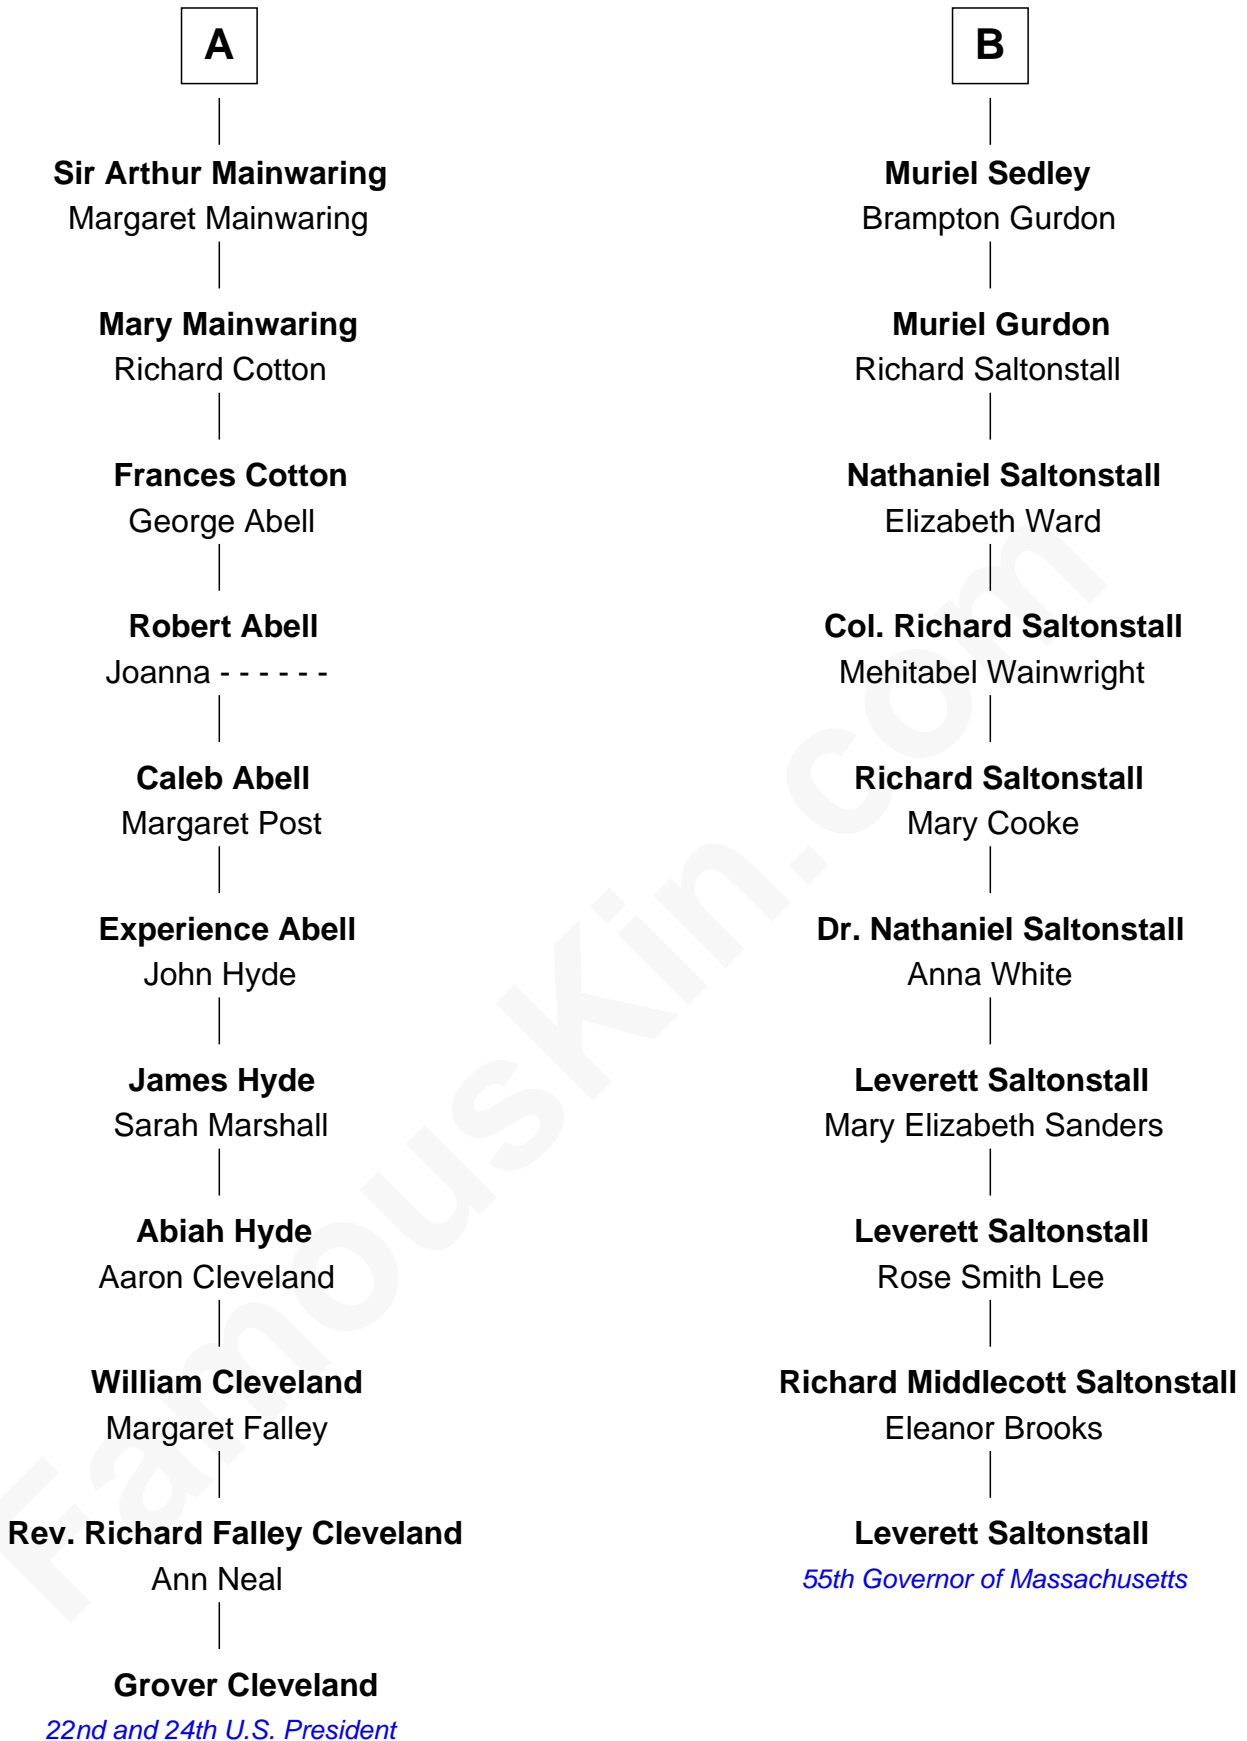 A
Sir Arthur Mainwaring
Margaret Mainwaring
Mary Mainwaring
Richard Cotton
Frances Cotton
George Abell
Robert Abell
Joanna - - - - - -
Caleb Abell
Margaret Post
Experience Abell
John Hyde
James Hyde
Sarah Marshall
Abiah Hyde
Aaron Cleveland
William Cleveland
Margaret Falley
Rev. Richard Falley Cleveland
Ann Neal
Grover Cleveland
22nd and 24th U.S. President
B
Muriel Sedley
Brampton Gurdon
Muriel Gurdon
Richard Saltonstall
Nathaniel Saltonstall
Elizabeth Ward
Col. Richard Saltonstall
Mehitabel Wainwright
Richard Saltonstall
Mary Cooke
Dr. Nathaniel Saltonstall
Anna White
Leverett Saltonstall
Mary Elizabeth Sanders
Leverett Saltonstall
Rose Smith Lee
Richard Middlecott Saltonstall
Eleanor Brooks
Leverett Saltonstall
55th Governor of Massachusetts
FamousKin.com